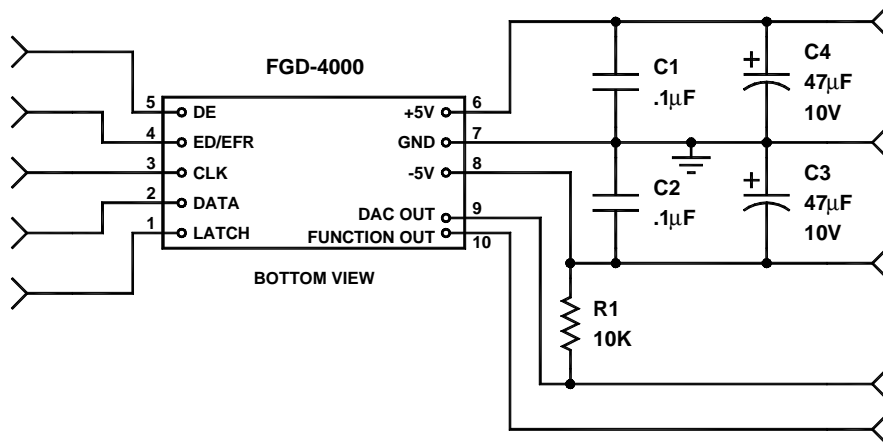 FGD-4000
5 DE
4 ED/EFR
3 CLK
2 DATA
1 LATCH
+5V 6
GND 7
-5V 8
DAC OUT 9
FUNCTION OUT 10
BOTTOM VIEW
C1
.1μF
+ C4
47μF
10V
C2
.1μF
+ C3
47μF
10V
R1
10K